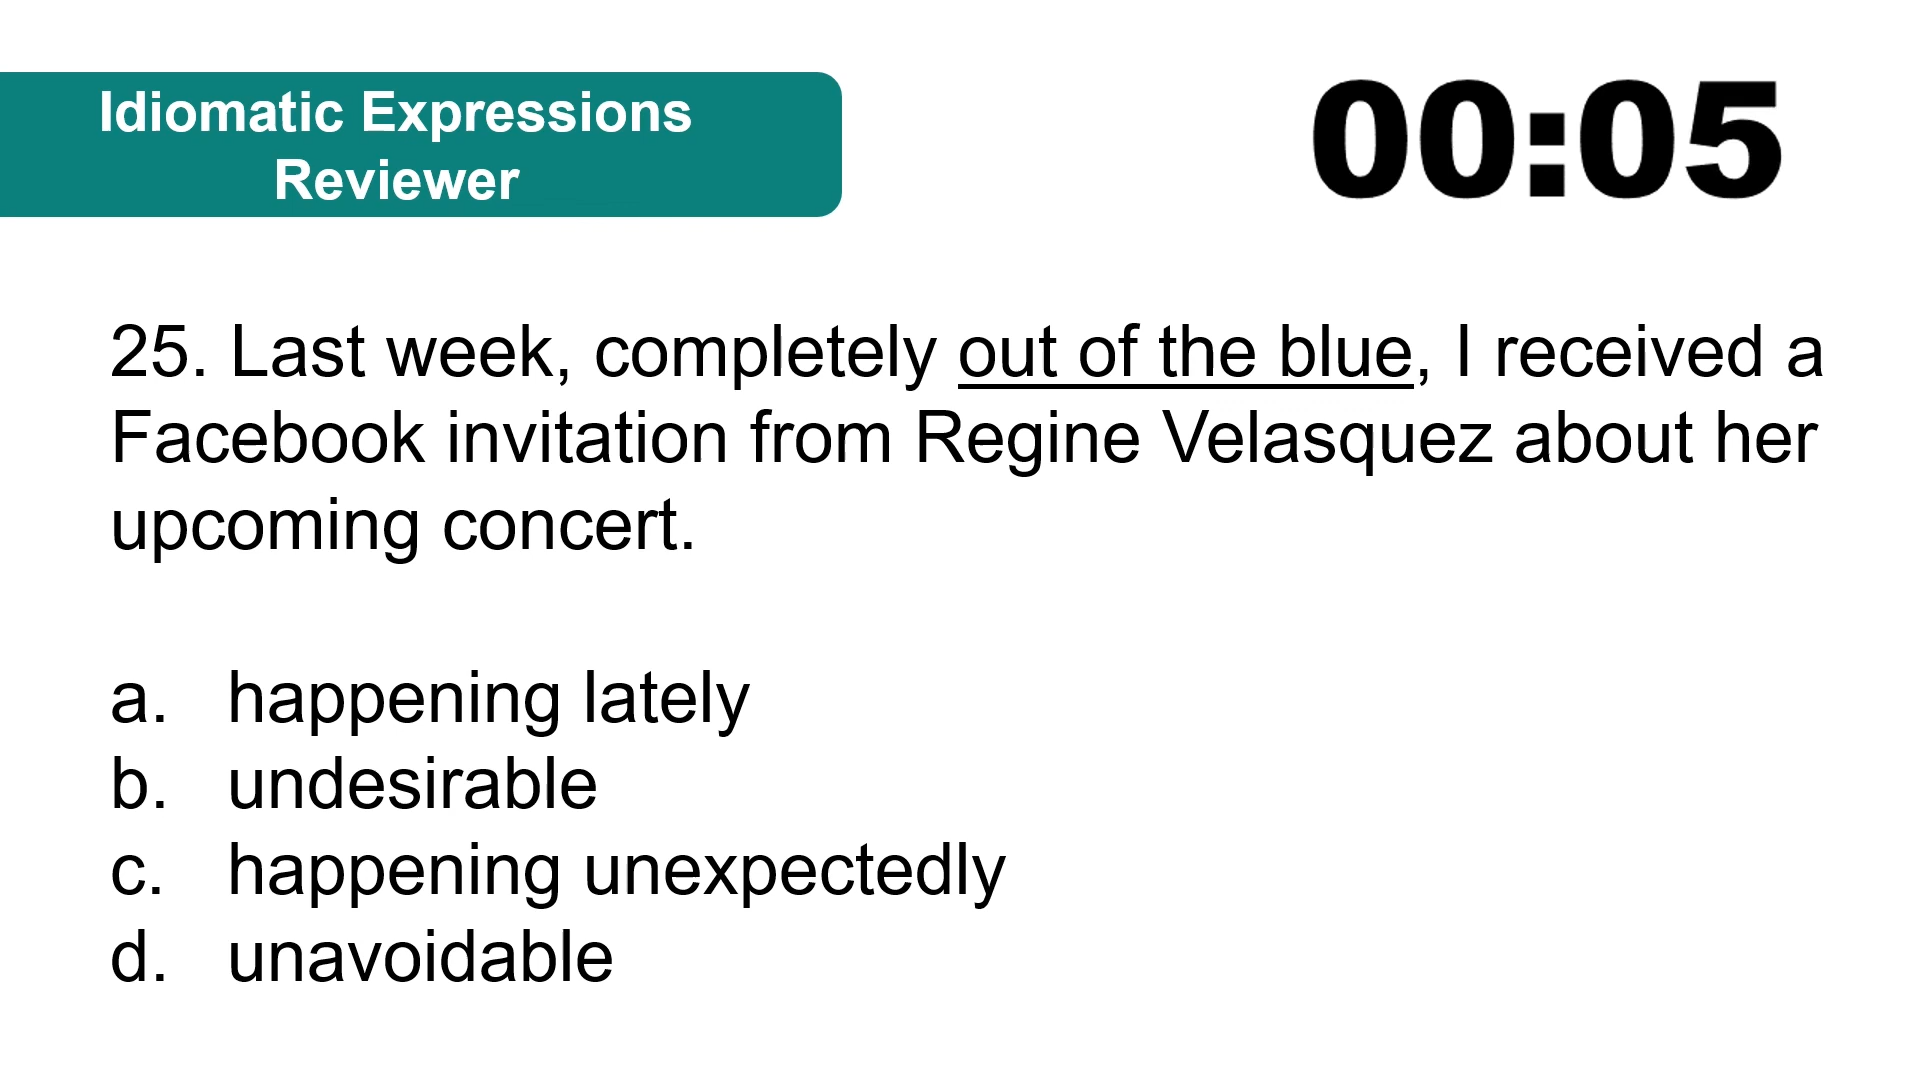 Idiomatic Expressions
Reviewer
00:05
25. Last week, completely out of the blue, I received a
Facebook invitation from Regine Velasquez about her
upcoming concert.
a. happening lately
b. undesirable
c. happening unexpectedly
d. unavoidable